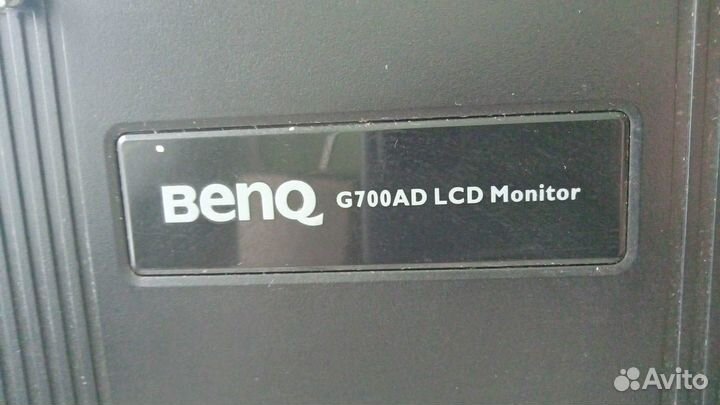 BenQ G700AD LCD Monitor
Avito